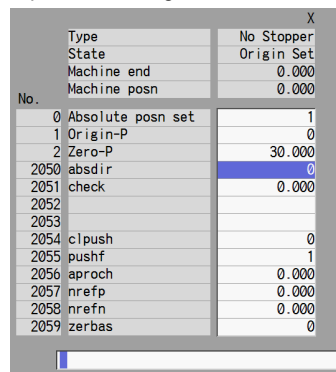 X
Type No Stopper
State Origin Set
Machine end 0.000
Machine posn 0.000
No.
0 Absolute posn set 1
1 Origin-P 0
2 Zero-P 30.000
2050 absdir 0
2051 check 0.000
2052
2053
2054 clpush 0
2055 pushf 1
2056 aproch 0.000
2057 nrefp 0.000
2058 nrefn 0.000
2059 zerbas 0